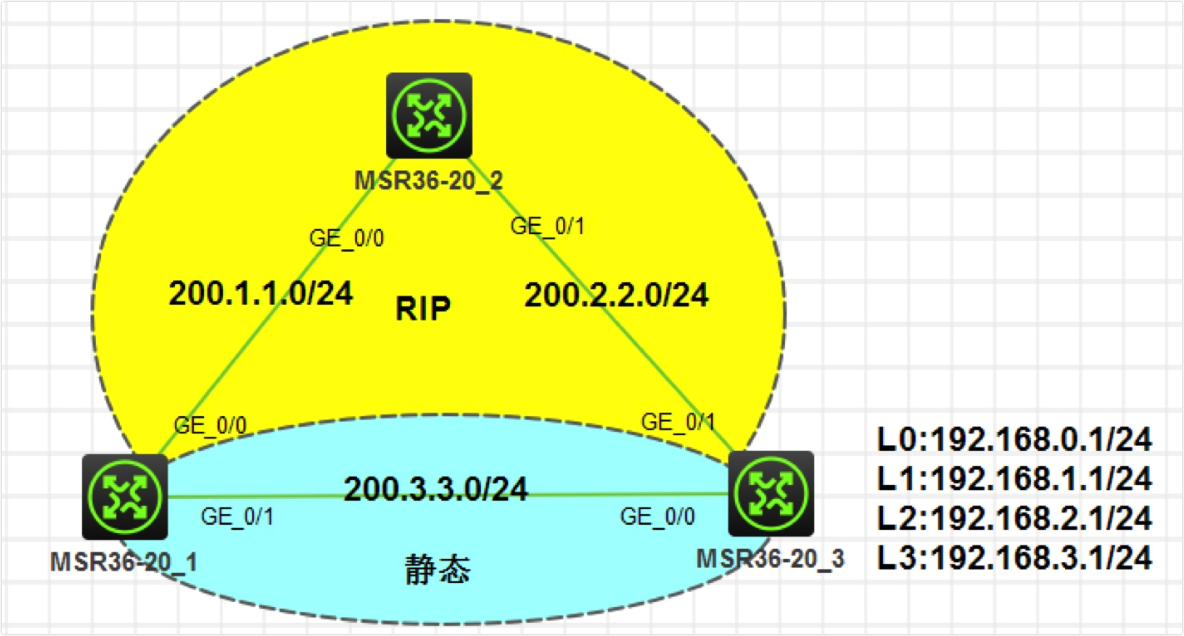 MSR36-20_2
GE_0/0
GE_0/1
200.1.1.0/24
RIP
200.2.2.0/24
GE_0/0
GE_0/1
200.3.3.0/24
GE_0/1
GE_0/0
MSR36-20_1
静态
MSR36-20_3
L0:192.168.0.1/24
L1:192.168.1.1/24
L2:192.168.2.1/24
L3:192.168.3.1/24